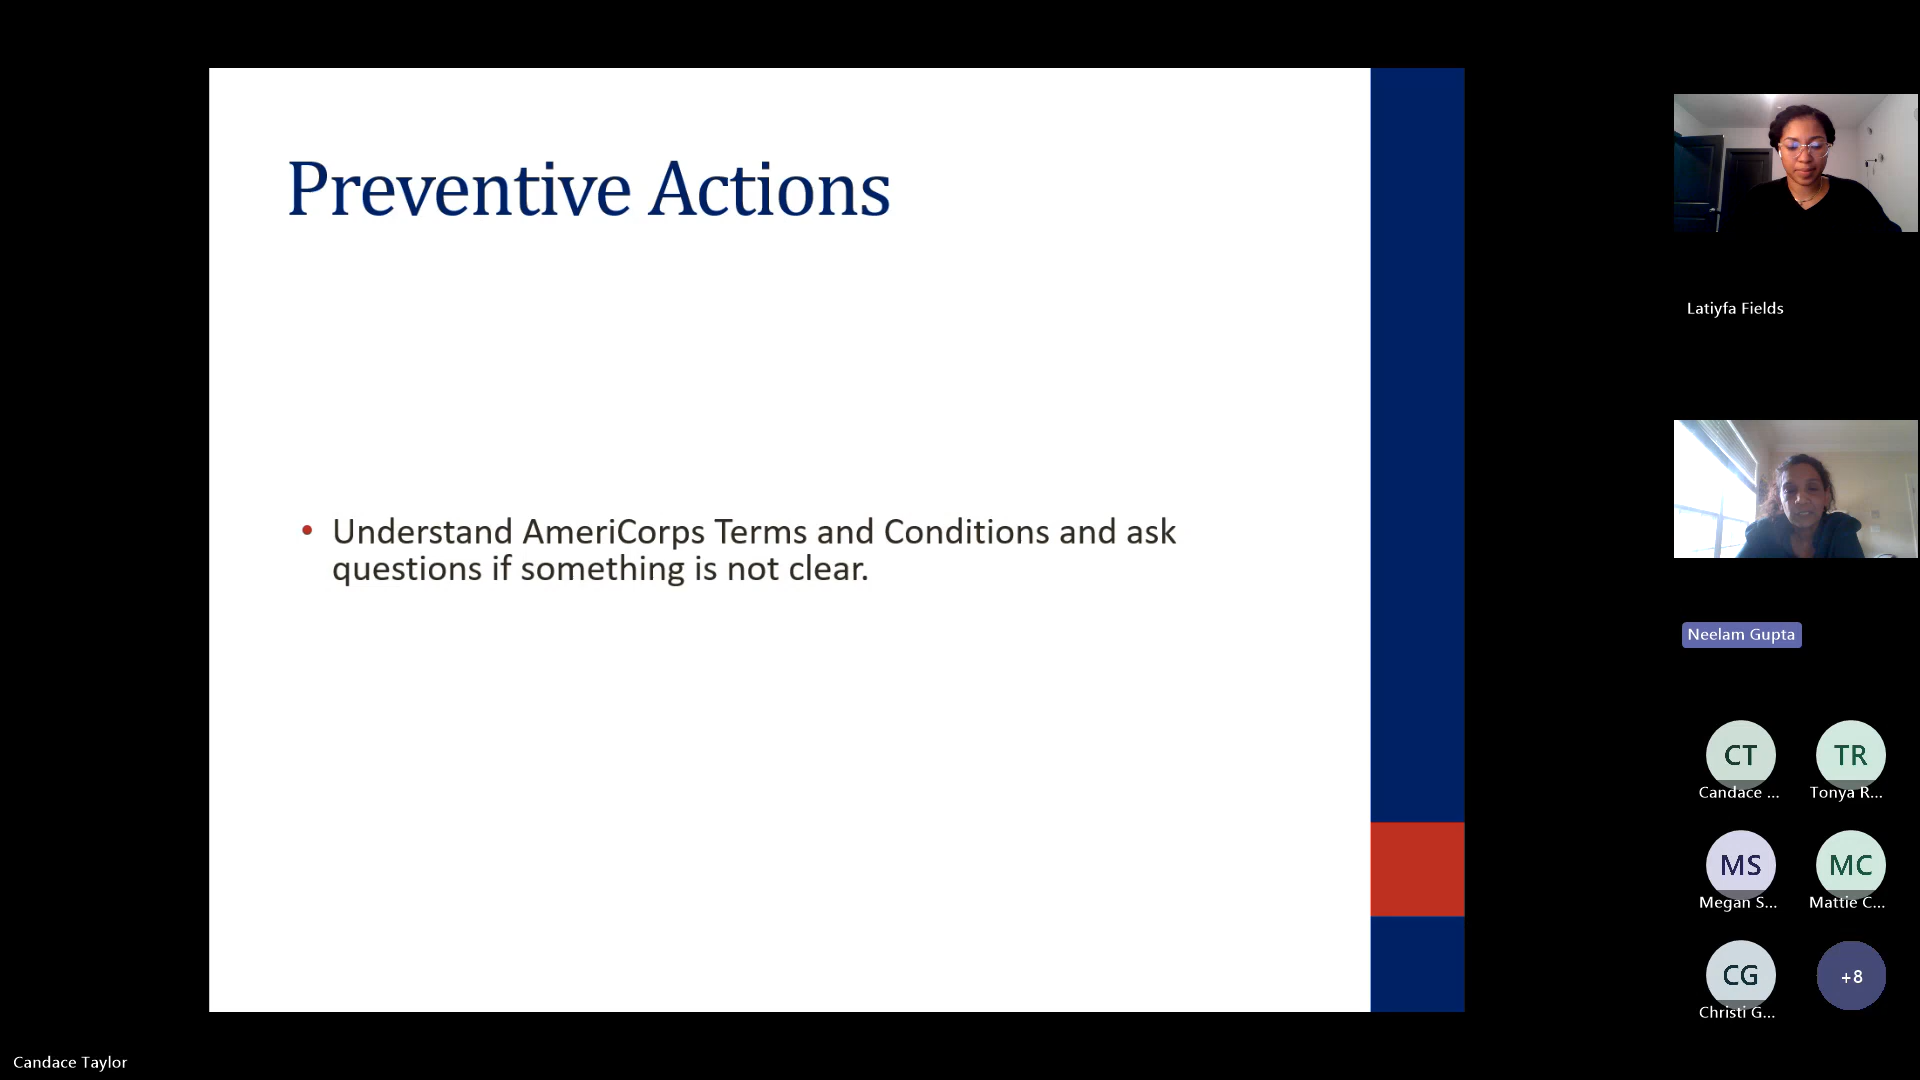 Preventive Actions
• Understand AmeriCorps Terms and Conditions and ask
questions if something is not clear.
Latiyfa Fields
Neelam Gupta
CT
TR
Candace ...
Tonya R...
MS
MC
Megan S...
Mattie C...
CG
+8
Christi G...
Candace Taylor